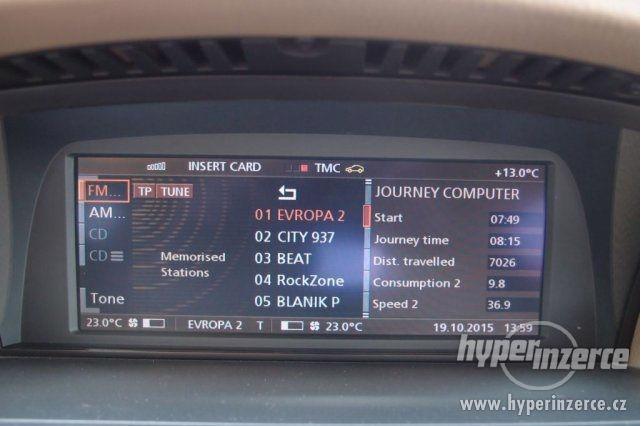 INSERT CARD TMC +13.0°C
FM... TP TUNE
AM...
CD
CD
Tone
Memorised
Stations
01 EVROPA 2
02 CITY 937
03 BEAT
04 RockZone
05 BLANIK P
JOURNEY COMPUTER
Start 07:49
Journey time 08:15
Dist. travelled 7026
Consumption 2 9.8
Speed 2 36.9
23.0°C EVROPA 2 T 23.0°C 19.10.2015 13:59
hyperinzerce
www.hyperinzerce.cz